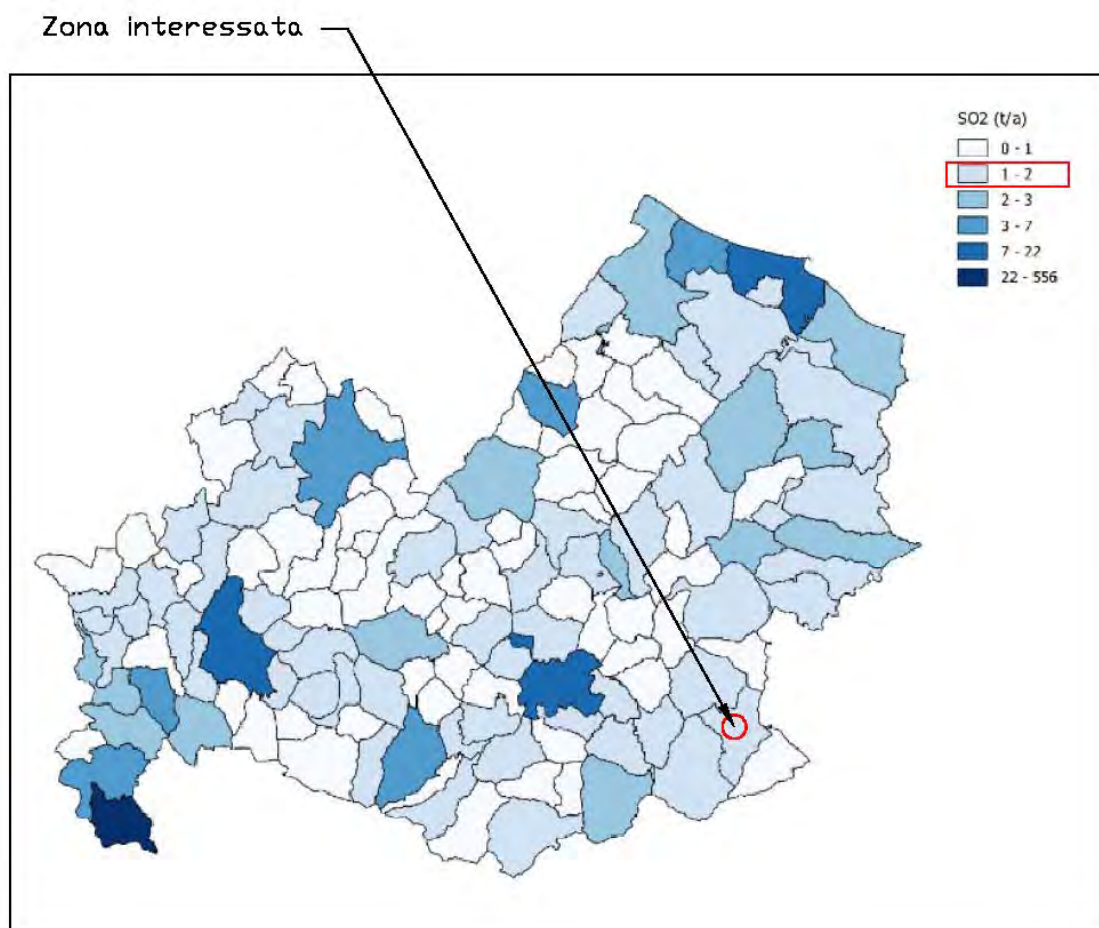 Zona interessata
SO2 (t/a)
0 - 1
1 - 2
2 - 3
3 - 7
7 - 22
22 - 556